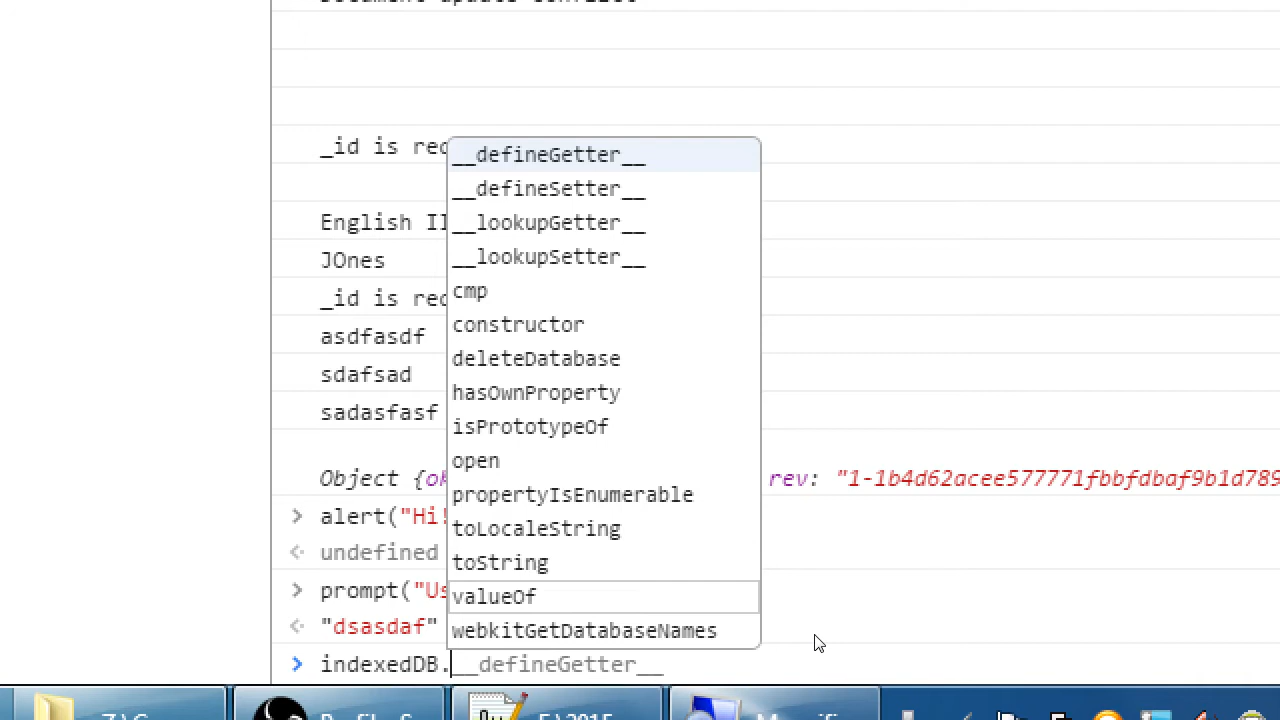 _id is req
__defineGetter__
__defineSetter__
English II
__lookupGetter__
JOnes
__lookupSetter__
_id is req
cmp
asdfasdf
constructor
sdafsad
deleteDatabase
sadasfasf
hasOwnProperty
isPrototypeOf
open
Object {ok rev: "1-1b4d62acee577771fbbfdbaf9b1d789
propertyIsEnumerable
> alert("Hi!
toLocaleString
< undefined
toString
> prompt("Us
valueOf
< "dsasdaf"
webkitGetDatabaseNames
> indexedDB.__defineGetter__